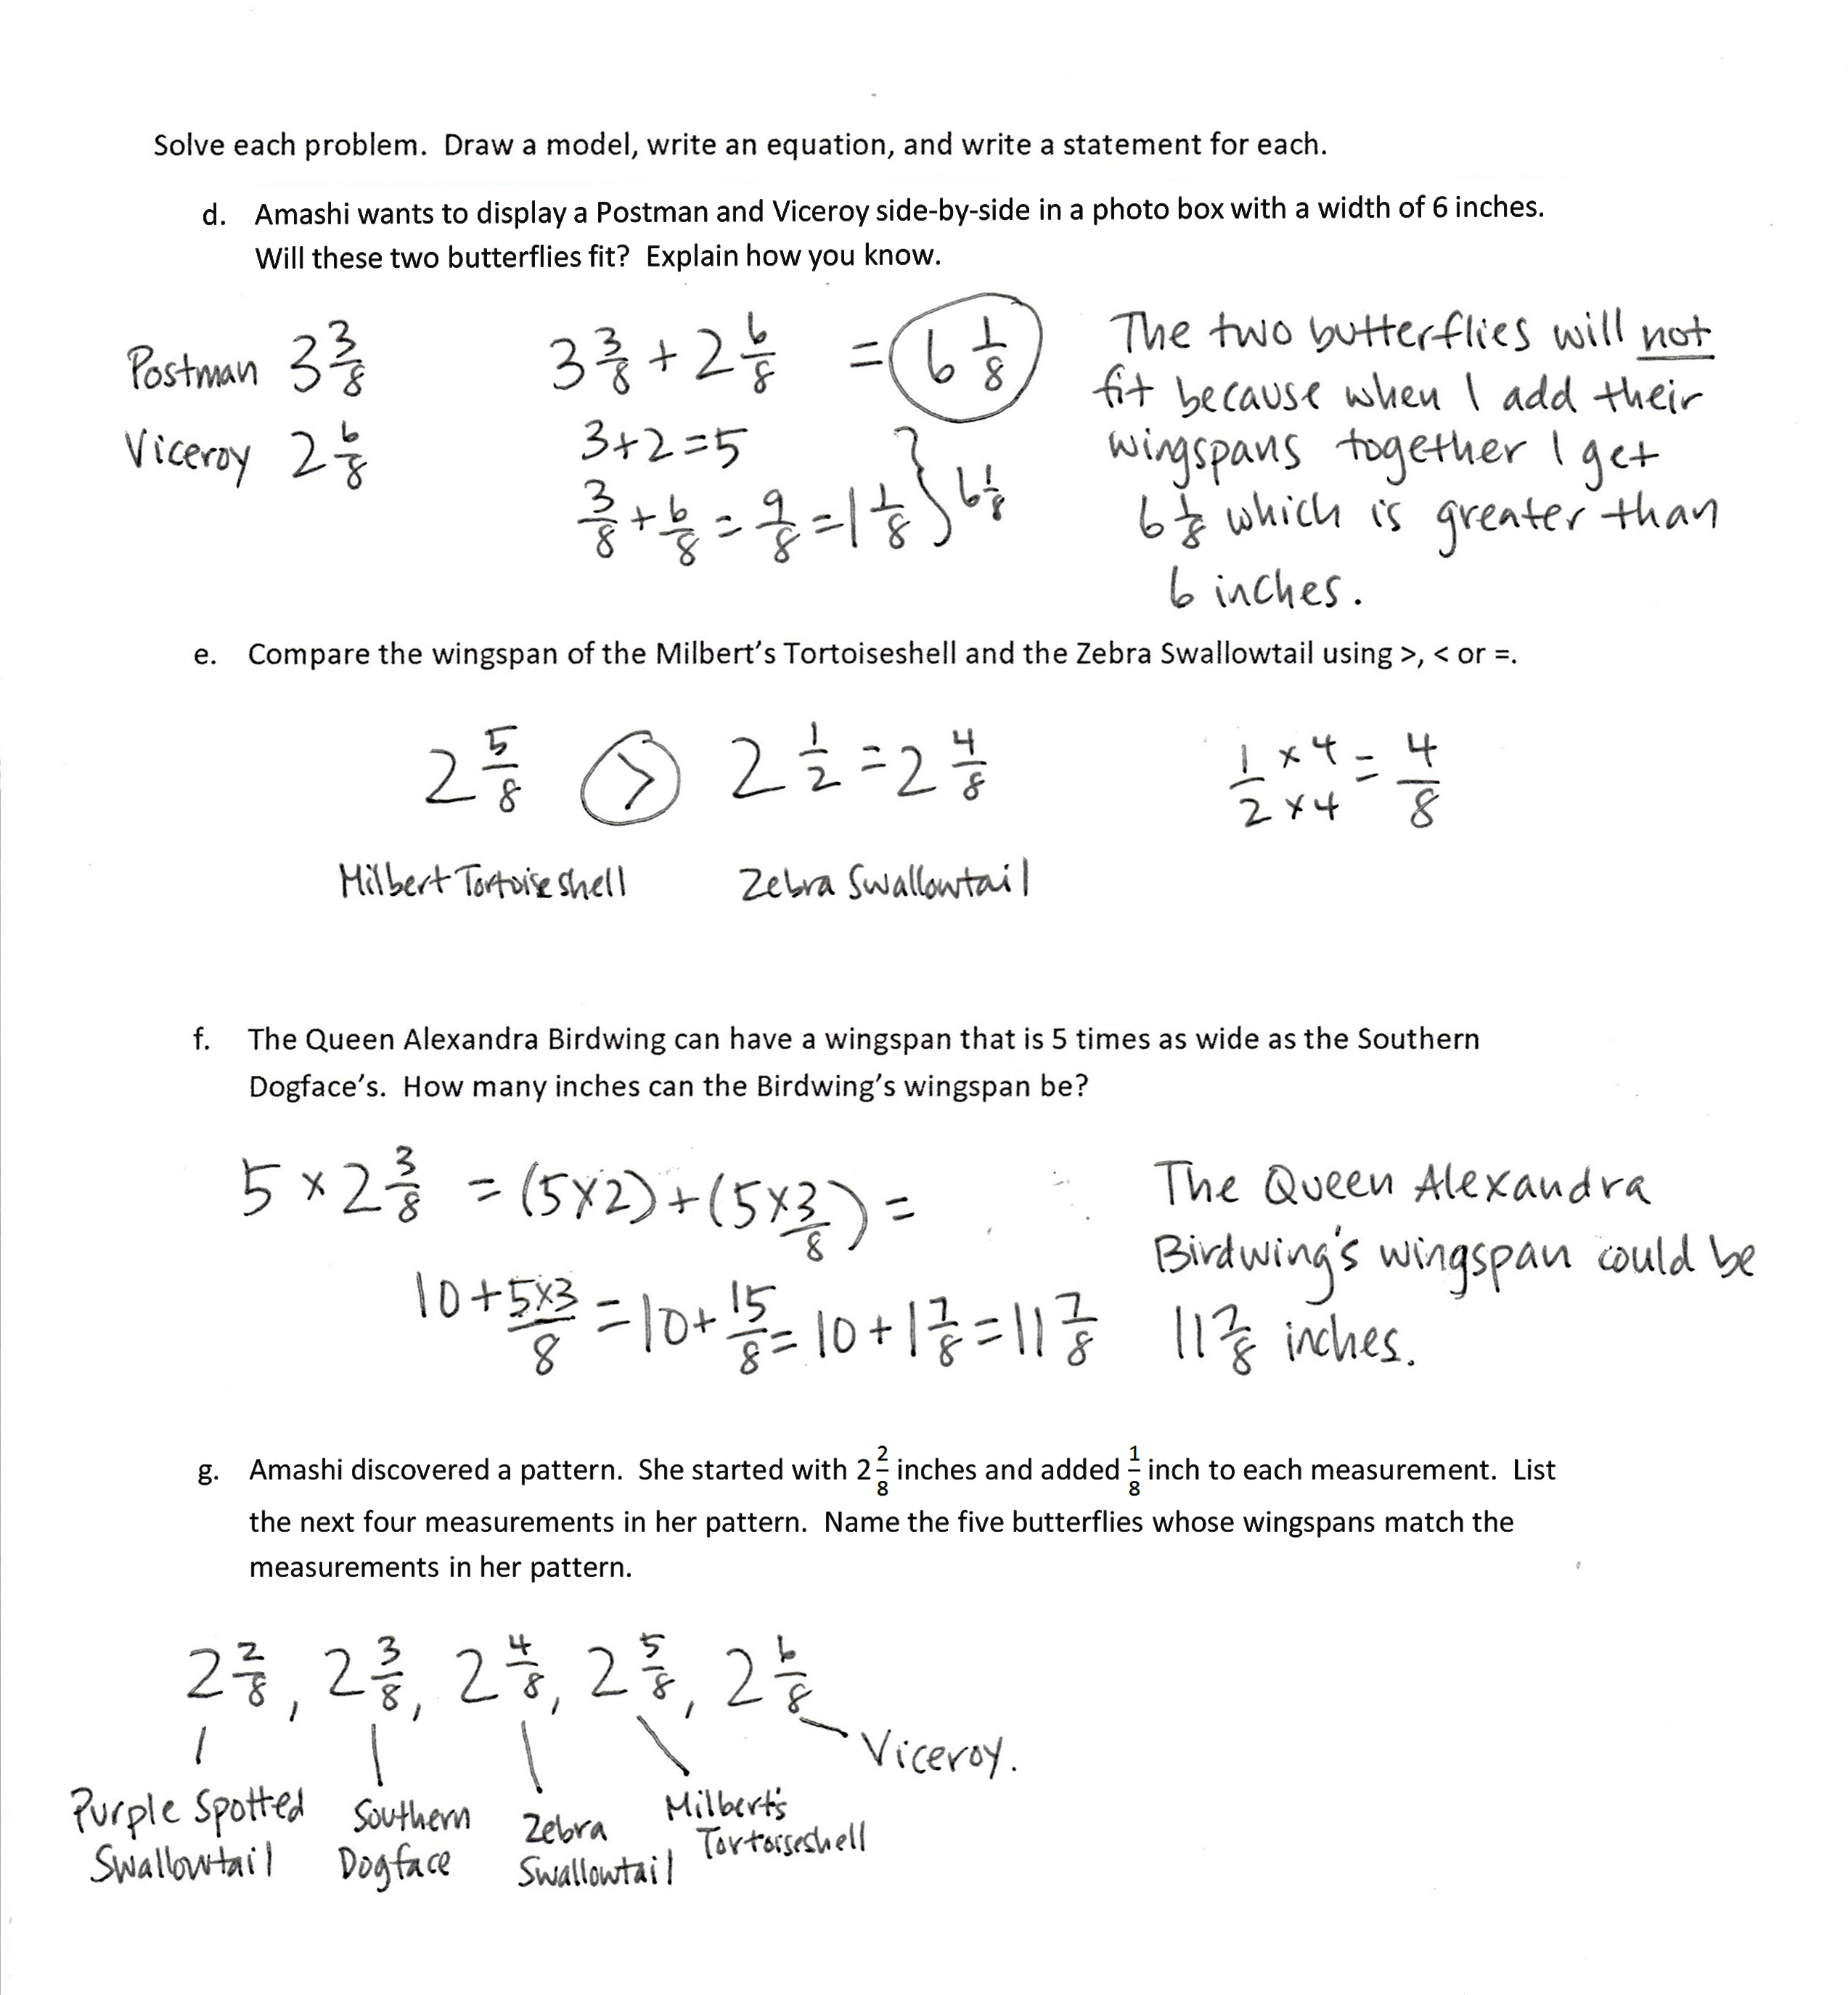 Solve each problem. Draw a model, write an equation, and write a statement for each.
d. Amashi wants to display a Postman and Viceroy side-by-side in a photo box with a width of 6 inches.
Will these two butterflies fit? Explain how you know.
Postman 3 3/8
Viceroy 2 6/8
3 3/8 + 2 6/8 = 6 1/8
3+2=5
3/8 + 6/8 = 9/8 = 1 1/8 } 6 1/8
The two butterflies will not
fit because when I add their
wingspans together I get
6 1/8 which is greater than
6 inches.
e. Compare the wingspan of the Milbert's Tortoiseshell and the Zebra Swallowtail using >, < or =.
2 5/8 > 2 1/2 = 2 4/8
1 x 4 / 2 x 4 = 4/8
Milbert Tortoiseshell Zebra Swallowtail
f. The Queen Alexandra Birdwing can have a wingspan that is 5 times as wide as the Southern
Dogface's. How many inches can the Birdwing's wingspan be?
5 x 2 3/8 = (5x2)+(5x3/8) =
10+5x3/8 = 10+15/8 = 10+1 7/8 = 11 7/8
The Queen Alexandra
Birdwing's wingspan could be
11 7/8 inches.
g. Amashi discovered a pattern. She started with 2 2/8 inches and added 1/8 inch to each measurement. List
the next four measurements in her pattern. Name the five butterflies whose wingspans match the
measurements in her pattern.
2 2/8, 2 3/8, 2 4/8, 2 5/8, 2 6/8
Purple Spotted
Swallowtail
Southern
Dogface
Zebra
Swallowtail
Milbert's
Tortoiseshell
Viceroy.